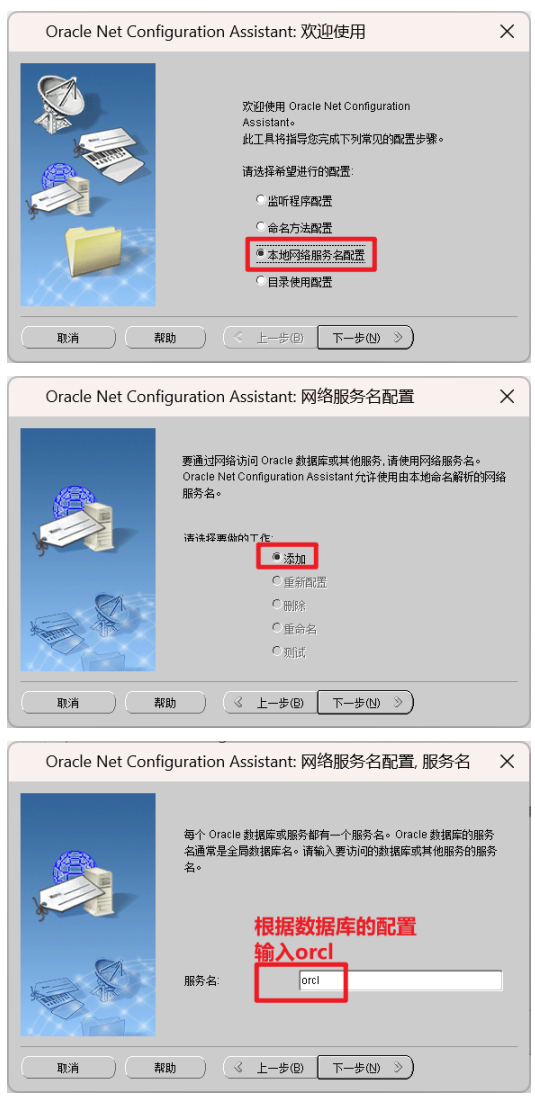 Oracle Net Configuration Assistant: 欢迎使用
欢迎使用 Oracle Net Configuration
Assistant。
此工具将指导您完成下列常见的配置步骤。
请选择希望进行的配置:
监听程序配置
命名方法配置
本地网络服务名配置
目录使用配置
取消 帮助 上一步(B) 下一步(N)
Oracle Net Configuration Assistant: 网络服务名配置
要通过网络访问 Oracle 数据库或其他服务, 请使用网络服务名。
Oracle Net Configuration Assistant 允许使用由本地命名解析的网络
服务名。
请选择要做的工作:
添加
重新配置
删除
重命名
测试
取消 帮助 上一步(B) 下一步(N)
Oracle Net Configuration Assistant: 网络服务名配置, 服务名
每个 Oracle 数据库或服务都有一个服务名。Oracle 数据库的服务
名通常是全局数据库名。请输入要访问的数据库或其他服务的服务
名。
根据数据库的配置
输入orcl
服务名: orcl
取消 帮助 上一步(B) 下一步(N)